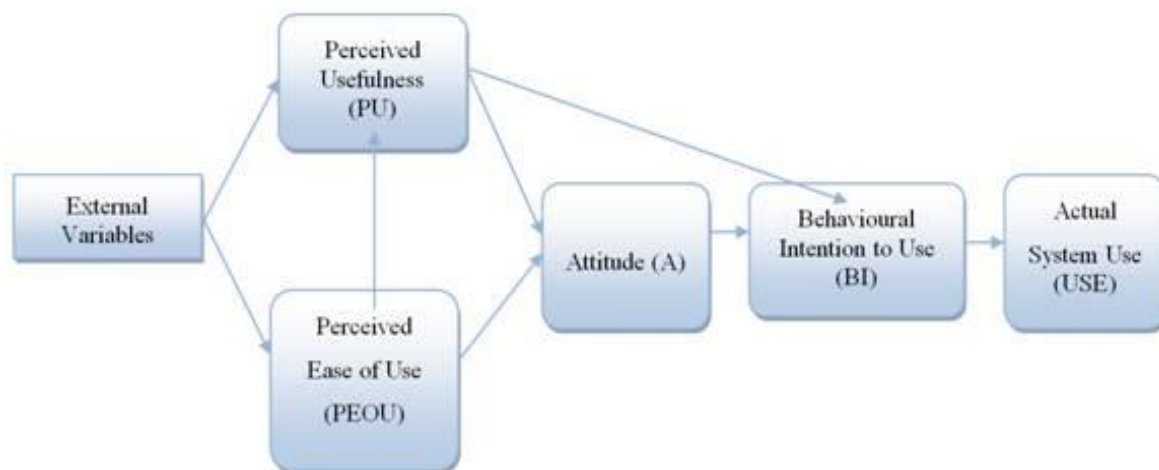 Perceived
Usefulness
(PU)
External
Variables
Perceived
Ease of Use
(PEOU)
Attitude (A)
Behavioural
Intention to Use
(BI)
Actual
System Use
(USE)